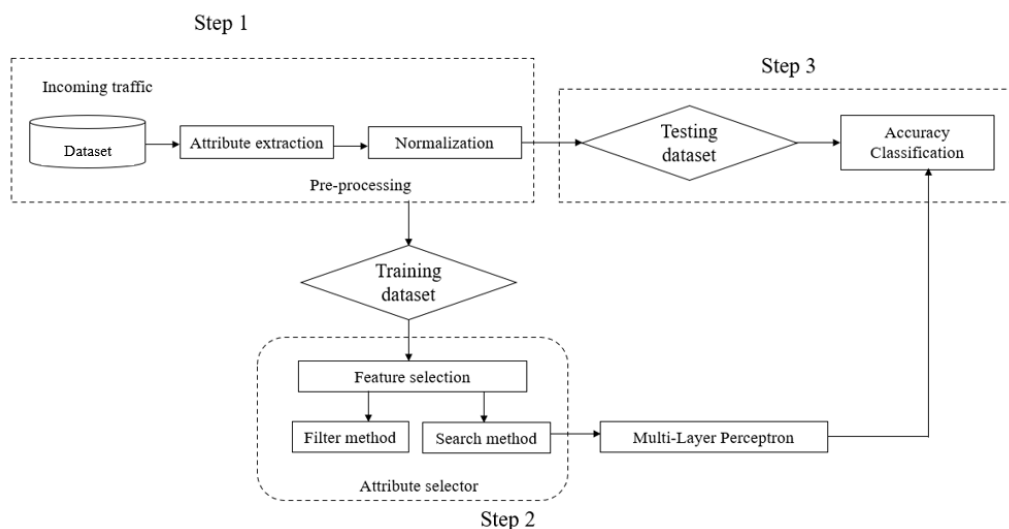 Step 1
Incoming traffic
Dataset
Attribute extraction
Normalization
Pre-processing
Step 3
Testing
dataset
Accuracy
Classification
Training
dataset
Feature selection
Filter method
Search method
Attribute selector
Step 2
Multi-Layer Perceptron